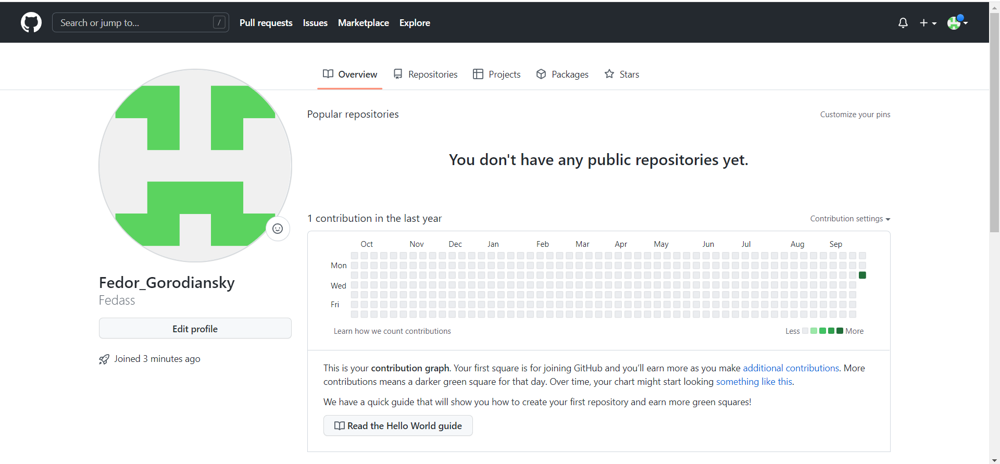 Search or jump to... / Pull requests Issues Marketplace Explore
Overview Repositories Projects Packages Stars
Popular repositories Customize your pins
You don't have any public repositories yet.
1 contribution in the last year Contribution settings
Oct Nov Dec Jan Feb Mar Apr May Jun Jul Aug Sep
Mon
Wed
Fri
Learn how we count contributions Less More
Fedor_Gorodiansky
Fedass
Edit profile
Joined 3 minutes ago
This is your contribution graph. Your first square is for joining GitHub and you’ll earn more as you make additional contributions. More
contributions means a darker green square for that day. Over time, your chart might start looking something like this.
We have a quick guide that will show you how to create your first repository and earn more green squares!
Read the Hello World guide